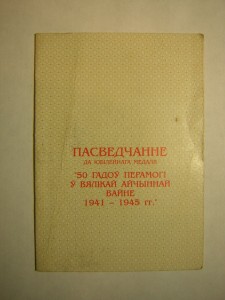 ПАСВЕДЧАННЕ
ДА ЮБІЛЕЙНАГА МЕДАЛЯ
"50 ГАДОЎ ПЕРАМОГІ
Ў ВЯЛІКАЙ АЙЧЫННАЙ
ВАЙНЕ
1941 – 1945 гг."